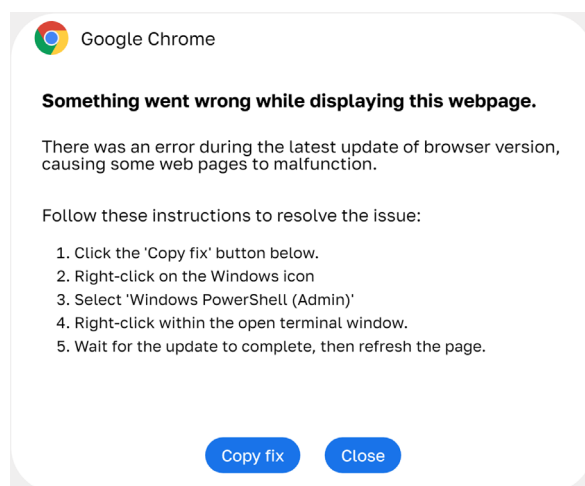 Google Chrome
Something went wrong while displaying this webpage.
There was an error during the latest update of browser version,
causing some web pages to malfunction.
Follow these instructions to resolve the issue:
1. Click the 'Copy fix' button below.
2. Right-click on the Windows icon
3. Select 'Windows PowerShell (Admin)'
4. Right-click within the open terminal window.
5. Wait for the update to complete, then refresh the page.
Copy fix
Close